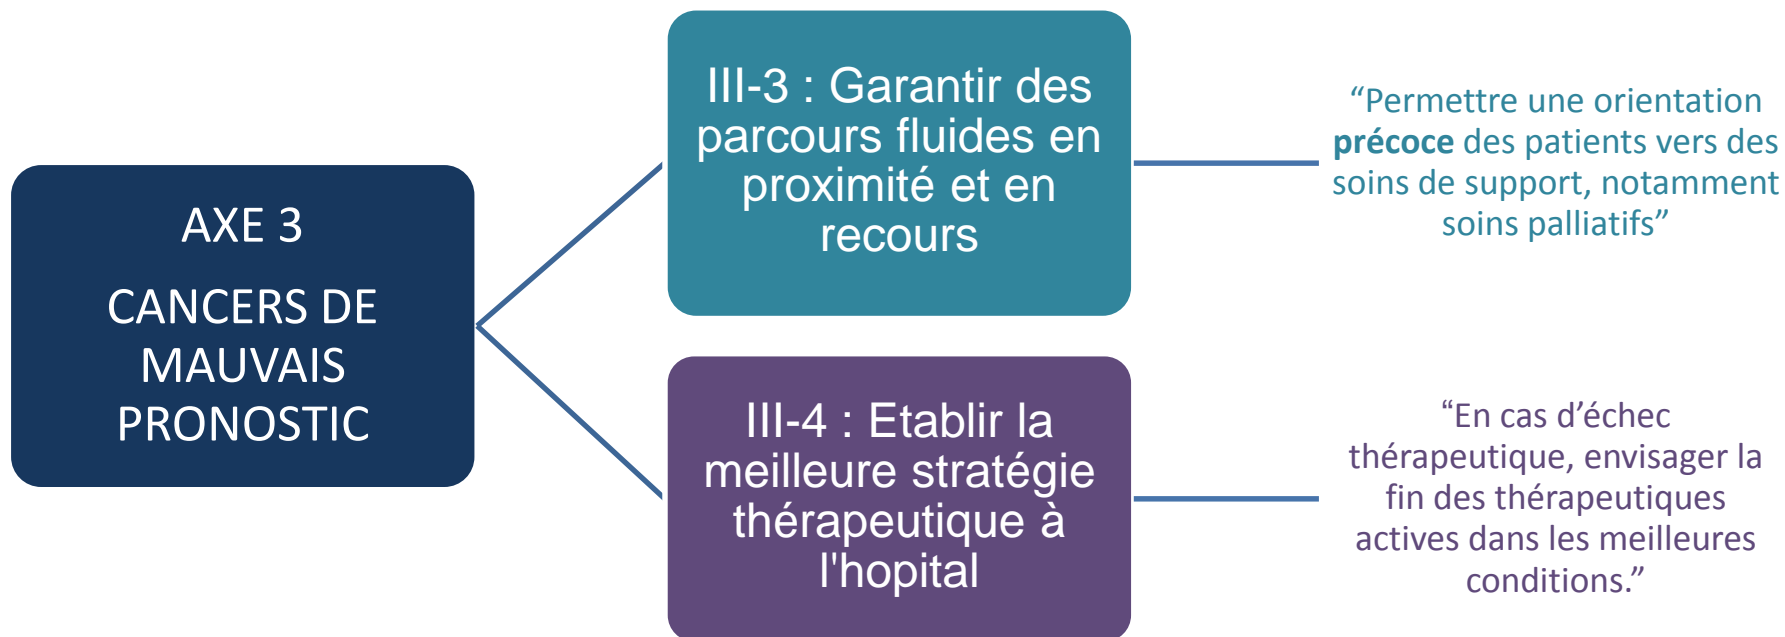 AXE 3
CANCERS DE
MAUVAIS
PRONOSTIC
III-3 : Garantir des
parcours fluides en
proximité et en
recours
“Permettre une orientation
précoce des patients vers des
soins de support, notamment
soins palliatifs”
III-4 : Etablir la
meilleure stratégie
thérapeutique à
l'hopital
“En cas d’échec
thérapeutique, envisager la
fin des thérapeutiques
actives dans les meilleures
conditions.”